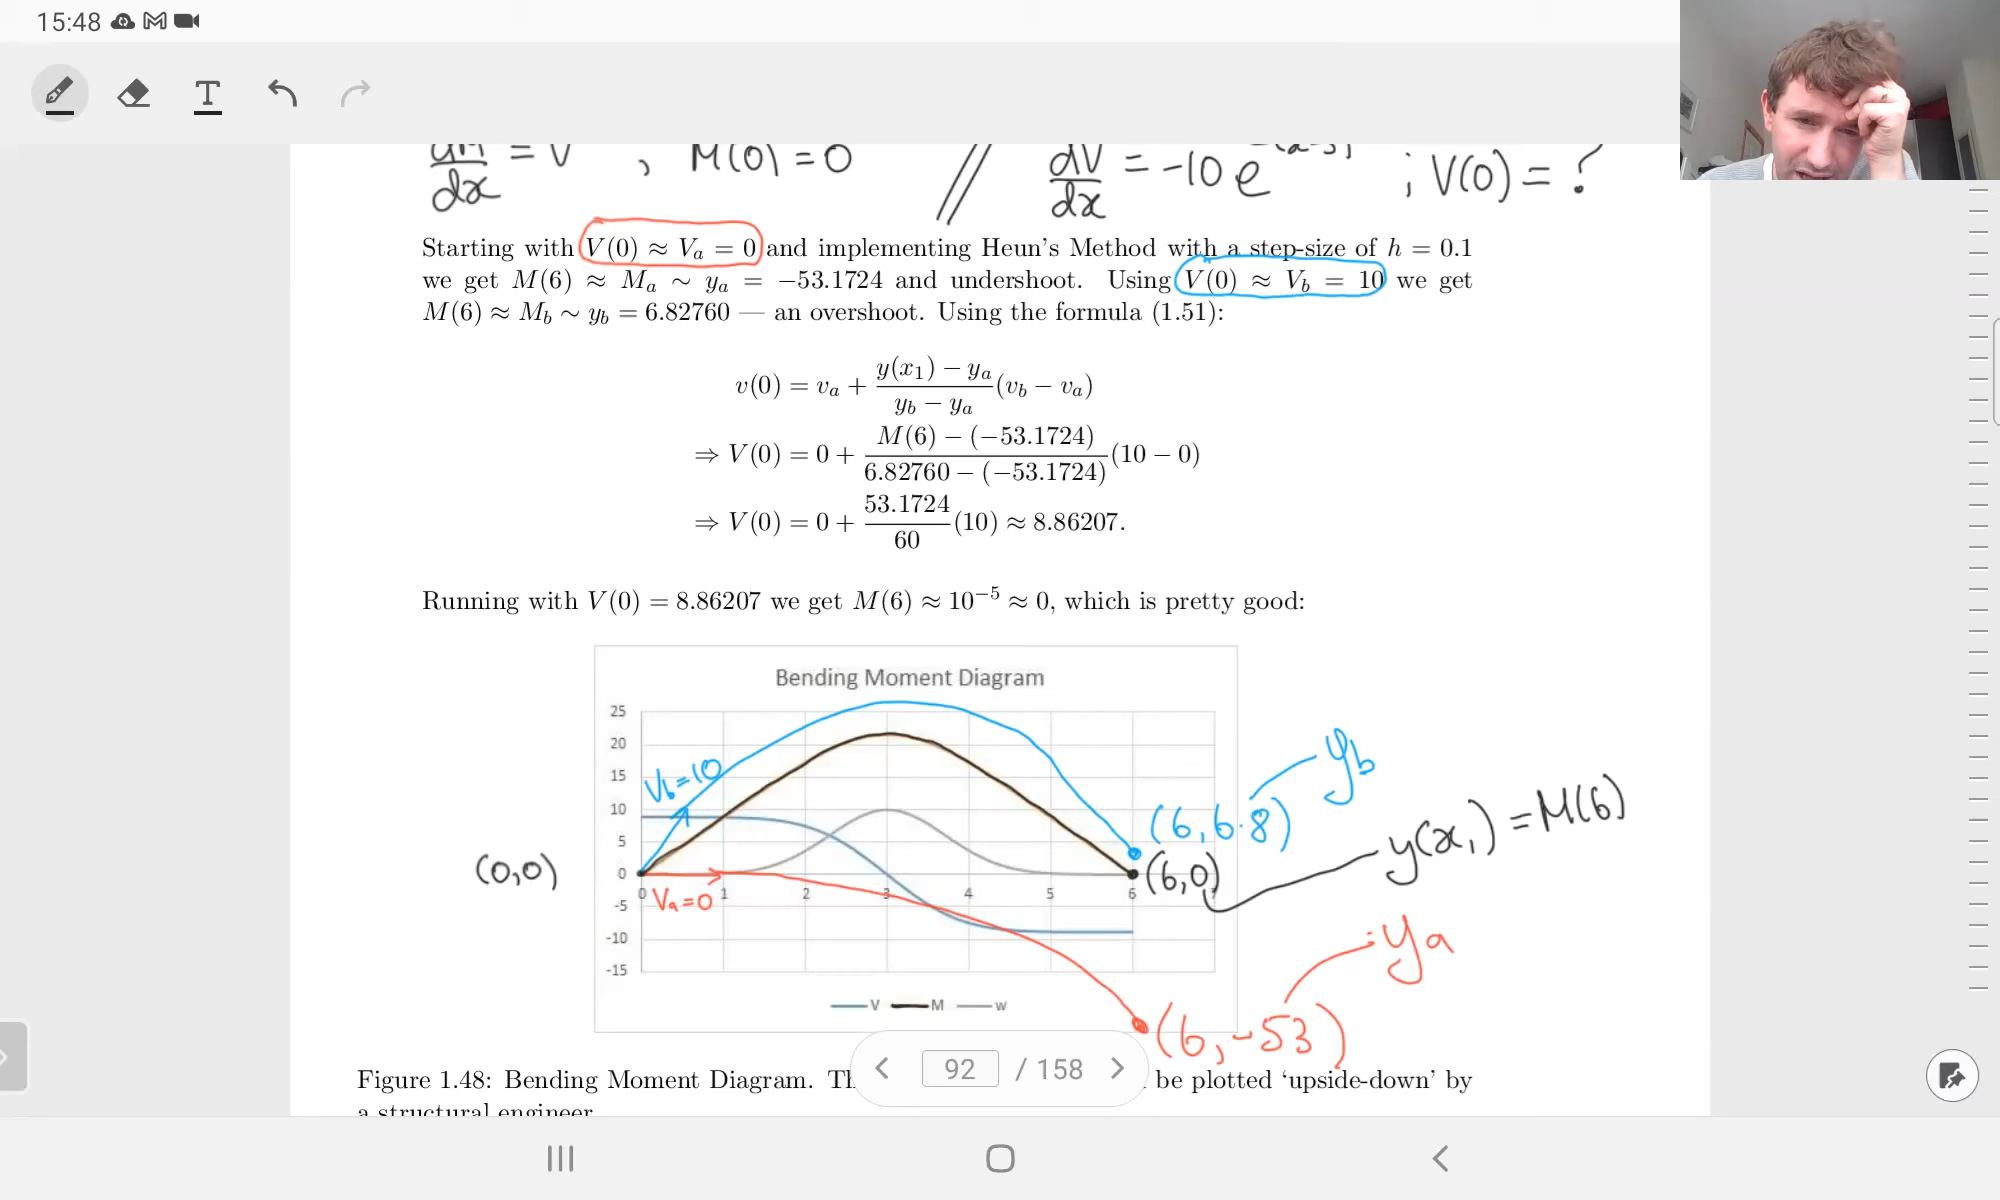 15:48
dM/dx = V , M(0) = 0 // dV/dx = -10 e ; V(0) = ?
Starting with V(0) ≈ Va = 0 and implementing Heun's Method with a step-size of h = 0.1
we get M(6) ≈ Ma ∼ ya = −53.1724 and undershoot. Using V(0) ≈ Vb = 10 we get
M(6) ≈ Mb ∼ yb = 6.82760 — an overshoot. Using the formula (1.51):
v(0) = va + (y(x1) − ya)/(yb − ya) (vb − va)
⇒ V(0) = 0 + (M(6) − (−53.1724))/(6.82760 − (−53.1724)) (10 − 0)
⇒ V(0) = 0 + 53.1724/60 (10) ≈ 8.86207.
Running with V(0) = 8.86207 we get M(6) ≈ 10⁻⁵ ≈ 0, which is pretty good:
Bending Moment Diagram
25
20
15
10
5
0
-5
-10
-15
0 1 2 3 4 5 6
Vb=10
Va=0
(0,0)
(6,6.8)
yb
(6,0)
y(x1) = M(6)
ya
(6,-53)
V M w
92 / 158
Figure 1.48: Bending Moment Diagram. be plotted 'upside-down' by
a structural engineer